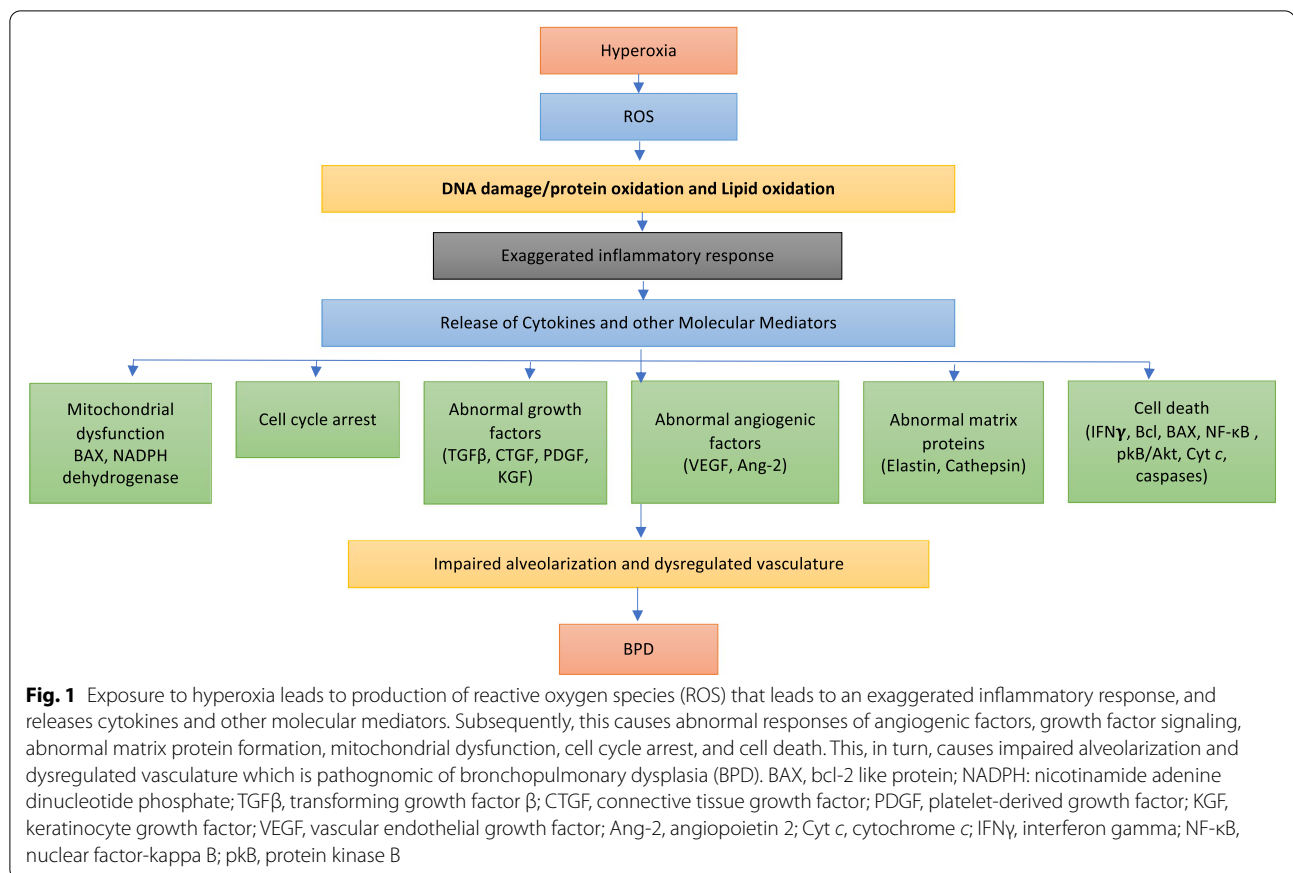 Hyperoxia
ROS
DNA damage/protein oxidation and Lipid oxidation
Exaggerated inflammatory response
Release of Cytokines and other Molecular Mediators
Mitochondrial
dysfunction
BAX, NADPH
dehydrogenase
Cell cycle arrest
Abnormal growth
factors
(TGFβ, CTGF, PDGF,
KGF)
Abnormal angiogenic
factors
(VEGF, Ang-2)
Abnormal matrix
proteins
(Elastin, Cathepsin)
Cell death
(IFNγ, Bcl, BAX, NF-κB ,
pkB/Akt, Cyt c,
caspases)
Impaired alveolarization and dysregulated vasculature
BPD
Fig. 1 Exposure to hyperoxia leads to production of reactive oxygen species (ROS) that leads to an exaggerated inflammatory response, and
releases cytokines and other molecular mediators. Subsequently, this causes abnormal responses of angiogenic factors, growth factor signaling,
abnormal matrix protein formation, mitochondrial dysfunction, cell cycle arrest, and cell death. This, in turn, causes impaired alveolarization and
dysregulated vasculature which is pathognomic of bronchopulmonary dysplasia (BPD). BAX, bcl-2 like protein; NADPH: nicotinamide adenine
dinucleotide phosphate; TGFβ, transforming growth factor β; CTGF, connective tissue growth factor; PDGF, platelet-derived growth factor; KGF,
keratinocyte growth factor; VEGF, vascular endothelial growth factor; Ang-2, angiopoietin 2; Cyt c, cytochrome c; IFNγ, interferon gamma; NF-κB,
nuclear factor-kappa B; pkB, protein kinase B